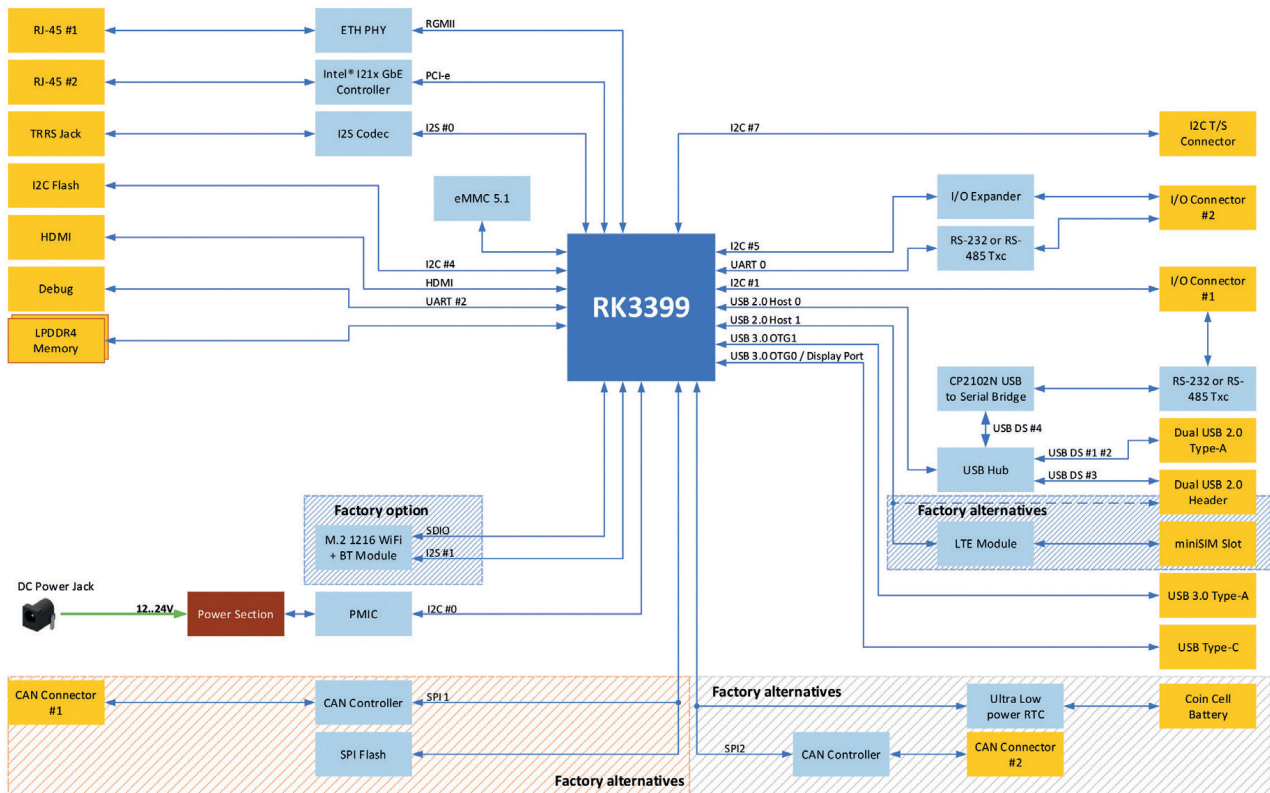 RJ-45 #1
ETH PHY
RGMII
RJ-45 #2
Intel® I21x GbE
Controller
PCI-e
TRRS Jack
I2S Codec
I2S #0
I2C #7
I2C T/S
Connector
I2C Flash
eMMC 5.1
I/O Expander
I/O Connector
#2
HDMI
RS-232 or RS-
485 Txc
I2C #4
HDMI
UART #2
RK3399
I2C #5
UART 0
I2C #1
USB 2.0 Host 0
USB 2.0 Host 1
USB 3.0 OTG1
USB 3.0 OTG0 / Display Port
I/O Connector
#1
Debug
LPDDR4
Memory
CP2102N USB
to Serial Bridge
RS-232 or RS-
485 Txc
USB DS #4
USB Hub
USB DS #1 #2
USB DS #3
Dual USB 2.0
Type-A
Dual USB 2.0
Header
Factory option
M.2 1216 WiFi
+ BT Module
SDIO
I2S #1
Factory alternatives
LTE Module
miniSIM Slot
DC Power Jack
12..24V
Power Section
PMIC
I2C #0
USB 3.0 Type-A
USB Type-C
CAN Connector
#1
CAN Controller
SPI 1
SPI Flash
Factory alternatives
Factory alternatives
Ultra Low
power RTC
Coin Cell
Battery
SPI2
CAN Controller
CAN Connector
#2